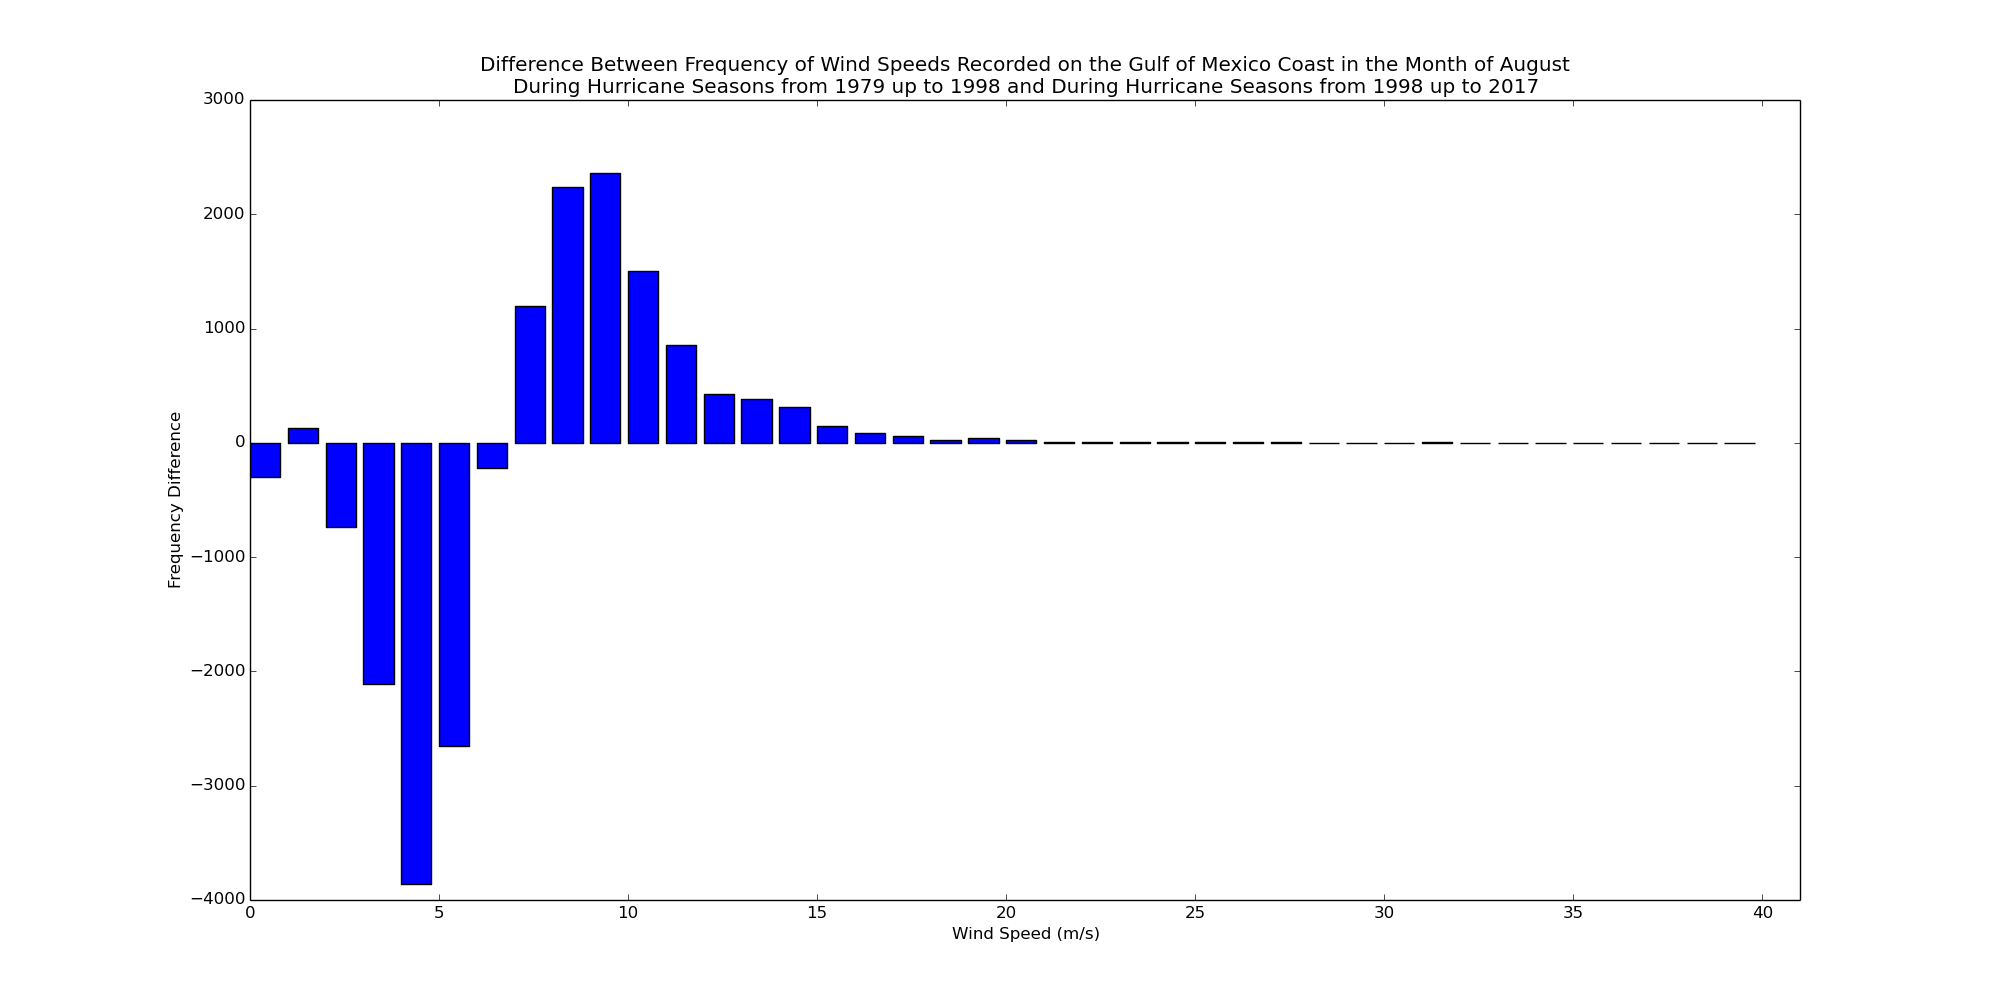 Difference Between Frequency of Wind Speeds Recorded on the Gulf of Mexico Coast in the Month of August
During Hurricane Seasons from 1979 up to 1998 and During Hurricane Seasons from 1998 up to 2017
3000
2000
1000
0
−1000
−2000
−3000
−4000
Frequency Difference
0 5 10 15 20 25 30 35 40
Wind Speed (m/s)